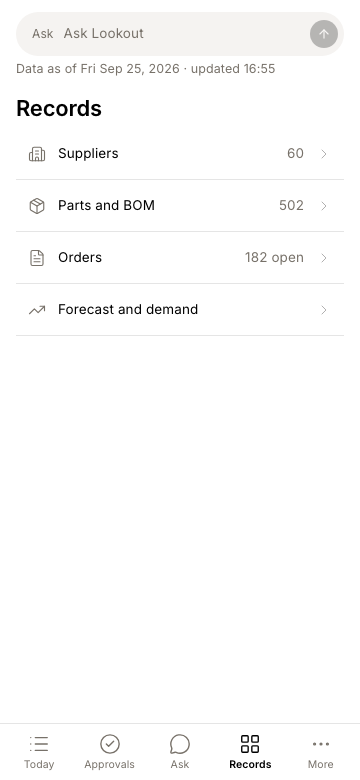 Ask Ask Lookout
Data as of Fri Sep 25, 2026 · updated 16:55
Records
Suppliers 60
Parts and BOM 502
Orders 182 open
Forecast and demand
Today Approvals Ask Records More